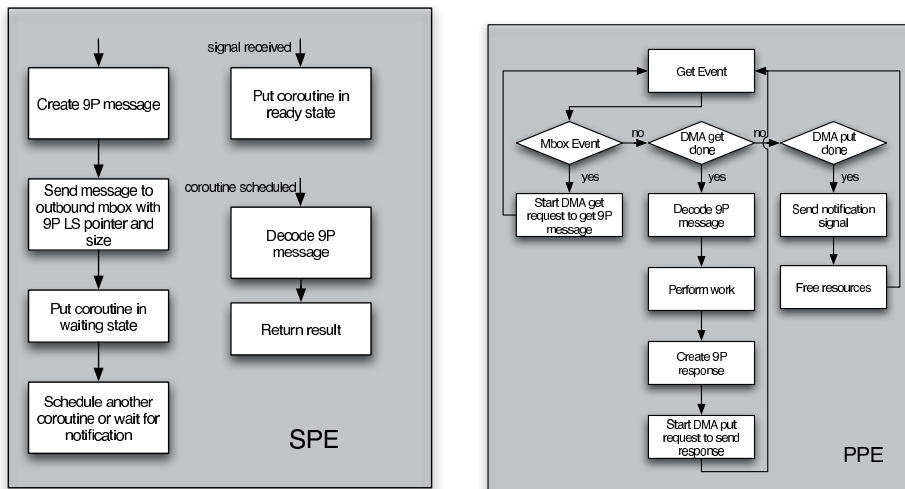 Create 9P message
Send message to
outbound mbox with
9P LS pointer and
size
Put coroutine in
waiting state
Schedule another
coroutine or wait for
notification
signal received
Put coroutine in
ready state
coroutine scheduled
Decode 9P
message
Return result
SPE
Get Event
Mbox Event
no
DMA get
done
no
DMA put
done
yes
yes
yes
Start DMA get
request to get 9P
message
Decode 9P
message
Send notification
signal
Perform work
Free resources
Create 9P
response
Start DMA put
request to send
response
PPE